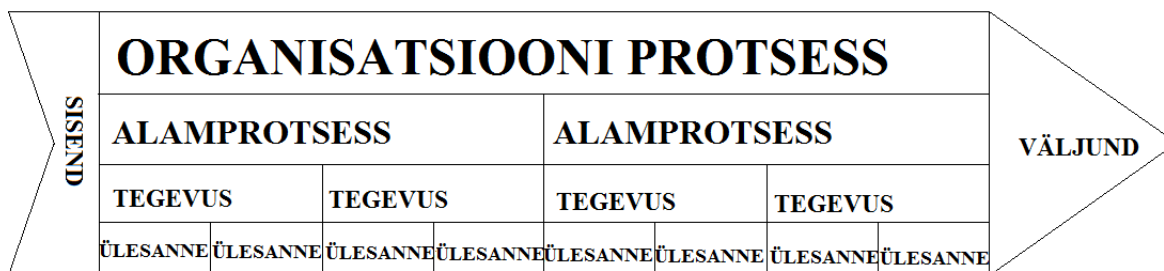 ORGANISATSIOONI PROTSESS
SISEND
ALAMPROTSESS ALAMPROTSESS
VÄLJUND
TEGEVUS TEGEVUS TEGEVUS TEGEVUS
ÜLESANNE ÜLESANNE ÜLESANNE ÜLESANNE ÜLESANNE ÜLESANNE ÜLESANNE ÜLESANNE